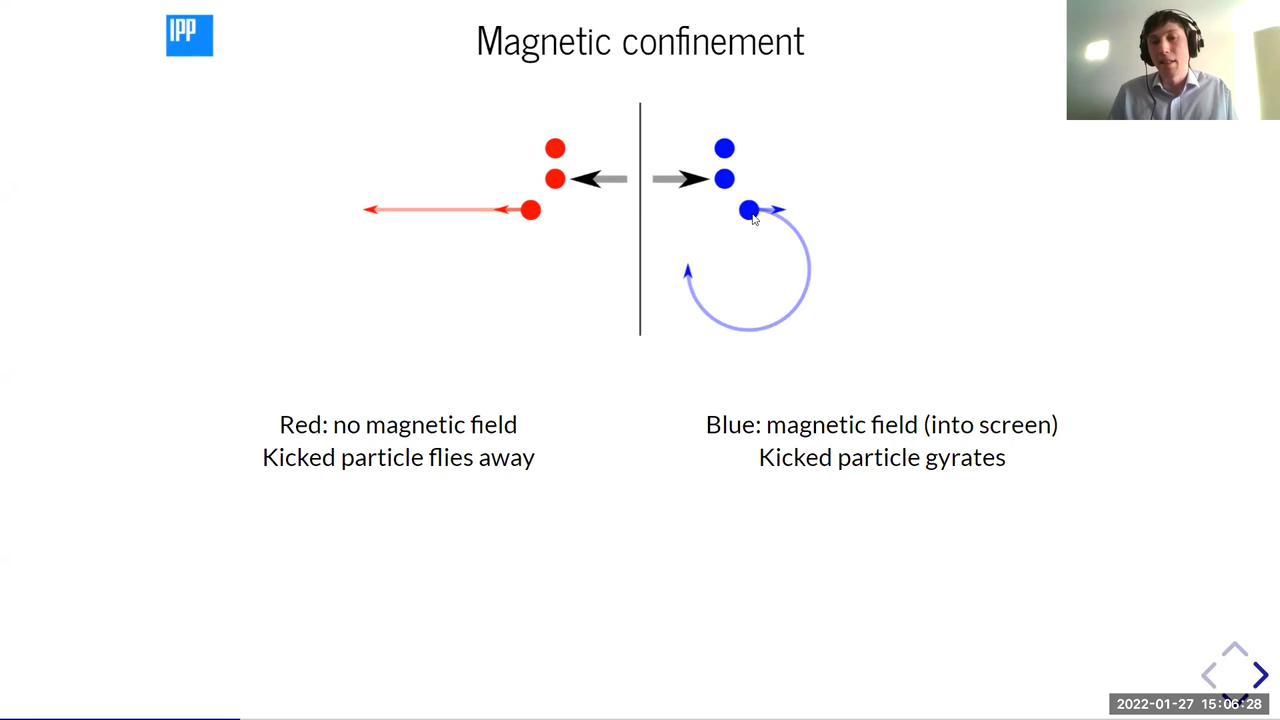 IPP
Magnetic confinement
Red: no magnetic field
Kicked particle flies away
Blue: magnetic field (into screen)
Kicked particle gyrates
2022-01-27 15:06:28